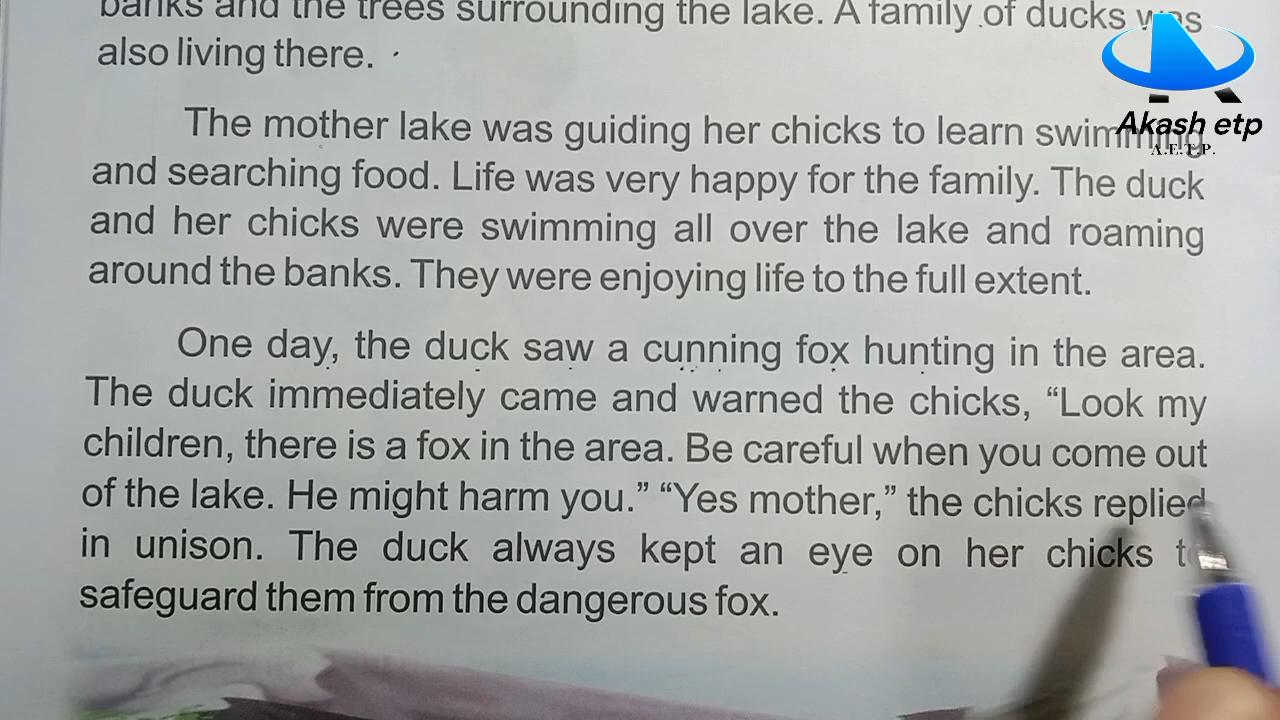 banks and the trees surrounding the lake. A family of ducks was
also living there.
The mother lake was guiding her chicks to learn swimming
and searching food. Life was very happy for the family. The duck
and her chicks were swimming all over the lake and roaming
around the banks. They were enjoying life to the full extent.
One day, the duck saw a cunning fox hunting in the area.
The duck immediately came and warned the chicks, “Look my
children, there is a fox in the area. Be careful when you come out
of the lake. He might harm you.” “Yes mother,” the chicks replied
in unison. The duck always kept an eye on her chicks to
safeguard them from the dangerous fox.
Akash etp
A.E.T.P.